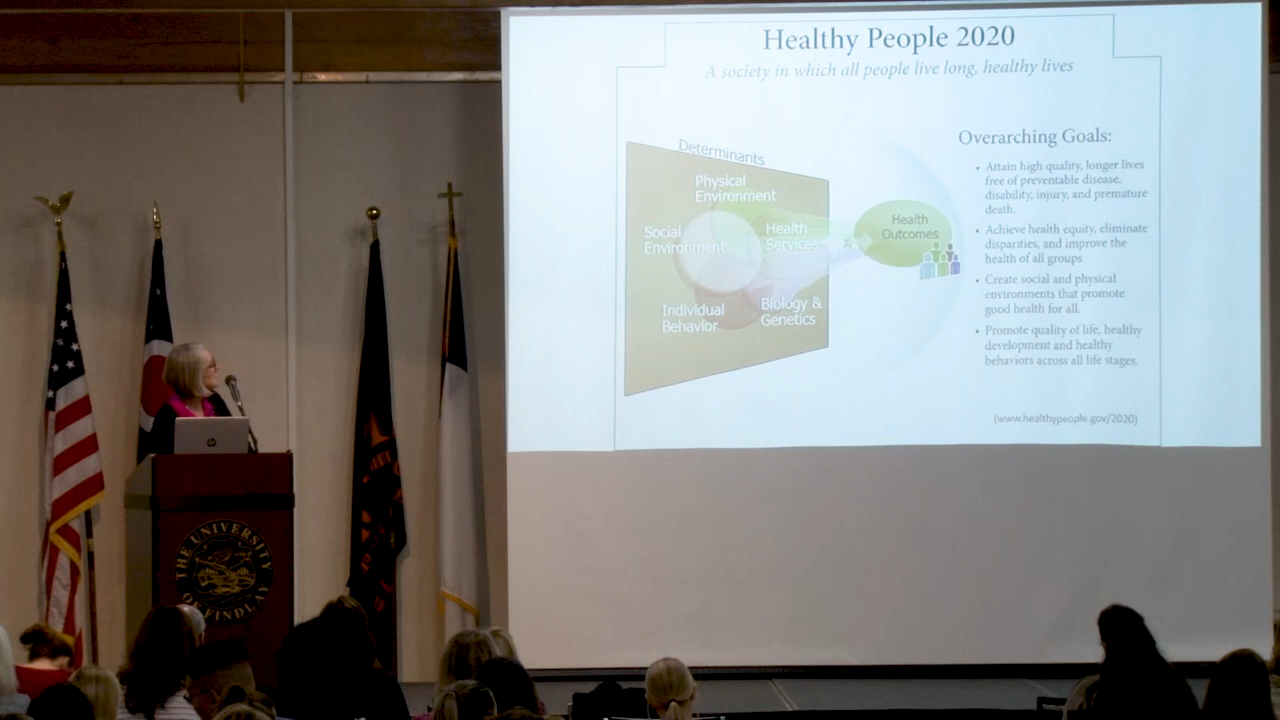 Healthy People 2020
A society in which all people live long, healthy lives
Determinants
Physical
Environment
Social
Environment
Health
Services
Individual
Behavior
Biology &
Genetics
Health
Outcomes
Overarching Goals:
• Attain high quality, longer lives
free of preventable disease,
disability, injury, and premature
death.
• Achieve health equity, eliminate
disparities, and improve the
health of all groups
• Create social and physical
environments that promote
good health for all.
• Promote quality of life, healthy
development and healthy
behaviors across all life stages.
(www.healthypeople.gov/2020)
hp
THE UNIVERSITY
OF FINDLAY